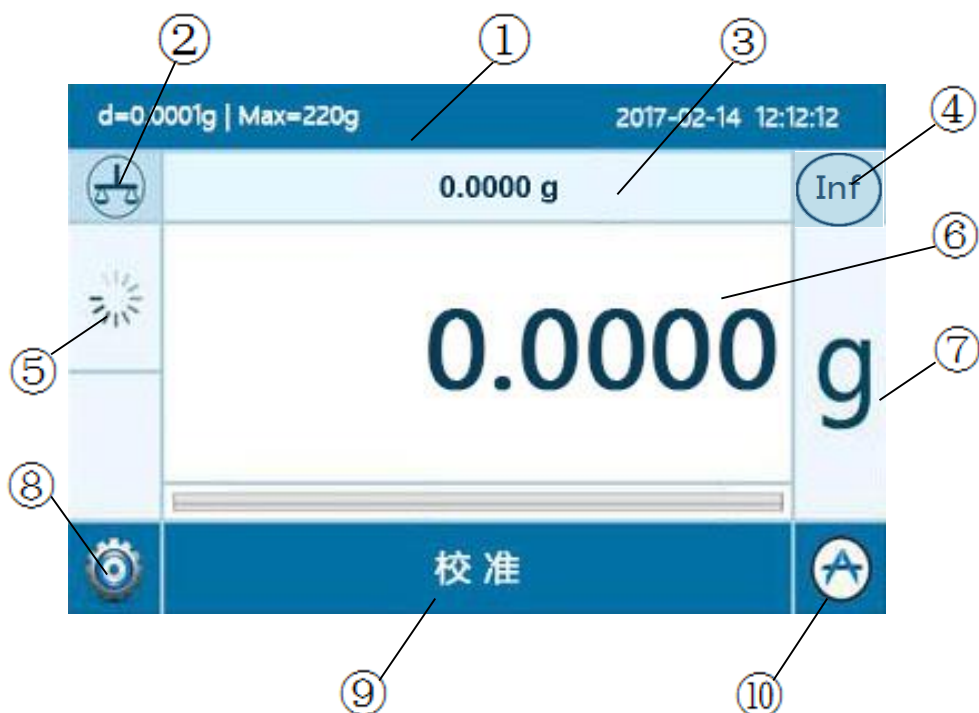 ② ① ③
④
d=0.0001g | Max=220g 2017-02-14 12:12:12
0.0000 g Inf
⑥
⑤ 0.0000 g ⑦
⑧
校准
⑨ ⑩